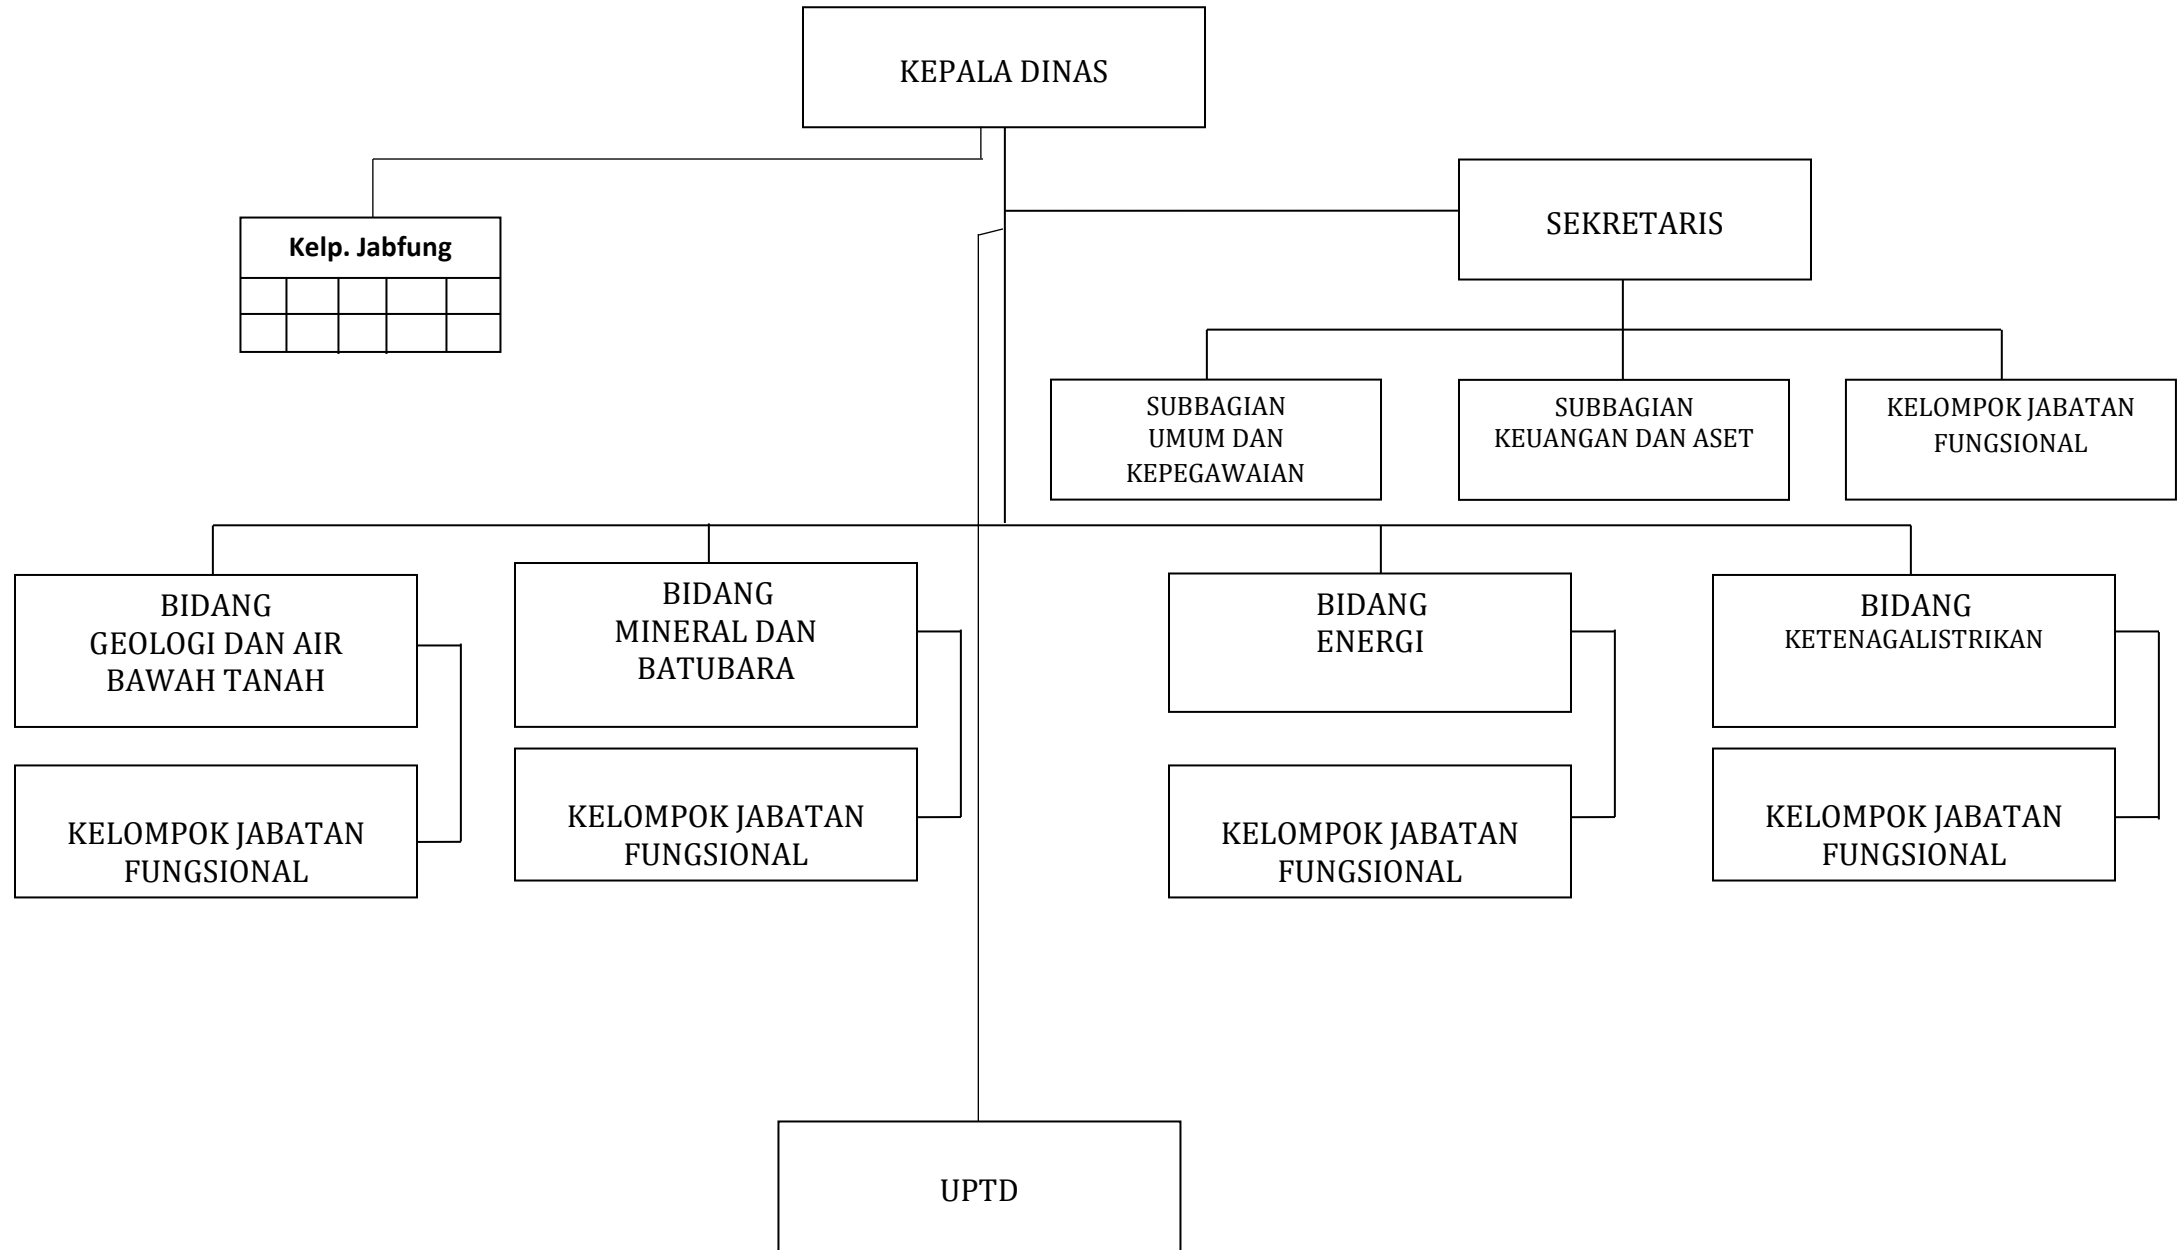 KEPALA DINAS
SEKRETARIS
Kelp. Jabfung
SUBBAGIAN
UMUM DAN
KEPEGAWAIAN
SUBBAGIAN
KEUANGAN DAN ASET
KELOMPOK JABATAN
FUNGSIONAL
BIDANG
GEOLOGI DAN AIR
BAWAH TANAH
BIDANG
MINERAL DAN
BATUBARA
BIDANG
ENERGI
BIDANG
KETENAGALISTRIKAN
KELOMPOK JABATAN
FUNGSIONAL
KELOMPOK JABATAN
FUNGSIONAL
KELOMPOK JABATAN
FUNGSIONAL
KELOMPOK JABATAN
FUNGSIONAL
UPTD